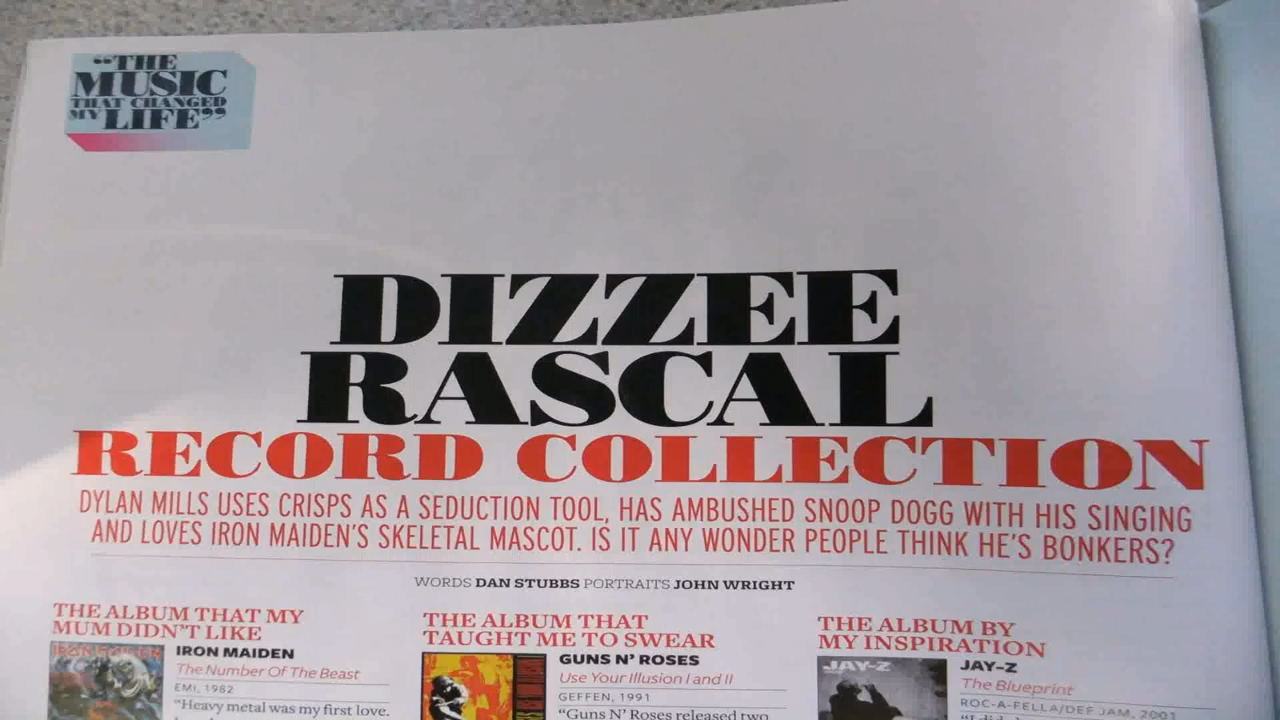 “THE
MUSIC
THAT CHANGED
MY LIFE”
DIZZEE
RASCAL
RECORD COLLECTION
DYLAN MILLS USES CRISPS AS A SEDUCTION TOOL, HAS AMBUSHED SNOOP DOGG WITH HIS SINGING
AND LOVES IRON MAIDEN'S SKELETAL MASCOT. IS IT ANY WONDER PEOPLE THINK HE'S BONKERS?
WORDS DAN STUBBS PORTRAITS JOHN WRIGHT
THE ALBUM THAT MY
MUM DIDN'T LIKE
IRON MAIDEN
IRON MAIDEN
The Number Of The Beast
EMI, 1982
“Heavy metal was my first love.
THE ALBUM THAT
TAUGHT ME TO SWEAR
GUNS N' ROSES
Use Your Illusion I and II
GEFFEN, 1991
“Guns N' Roses released two
THE ALBUM BY
MY INSPIRATION
JAY-Z
JAY-Z
The Blueprint
ROC-A-FELLA/DEF JAM, 2001